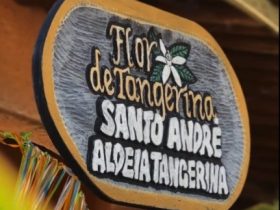 Flor
de Tangerina
SANTO ANDRÉ
ALDEIA TANGERINA